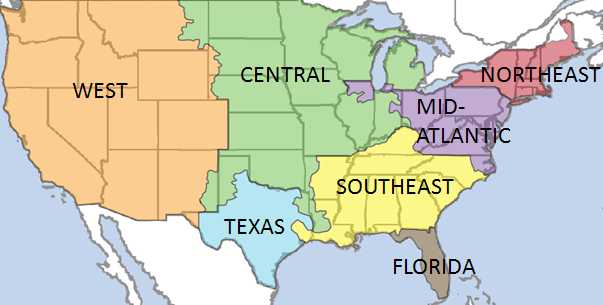 WEST
CENTRAL
NORTHEAST
MID-
ATLANTIC
SOUTHEAST
TEXAS
FLORIDA